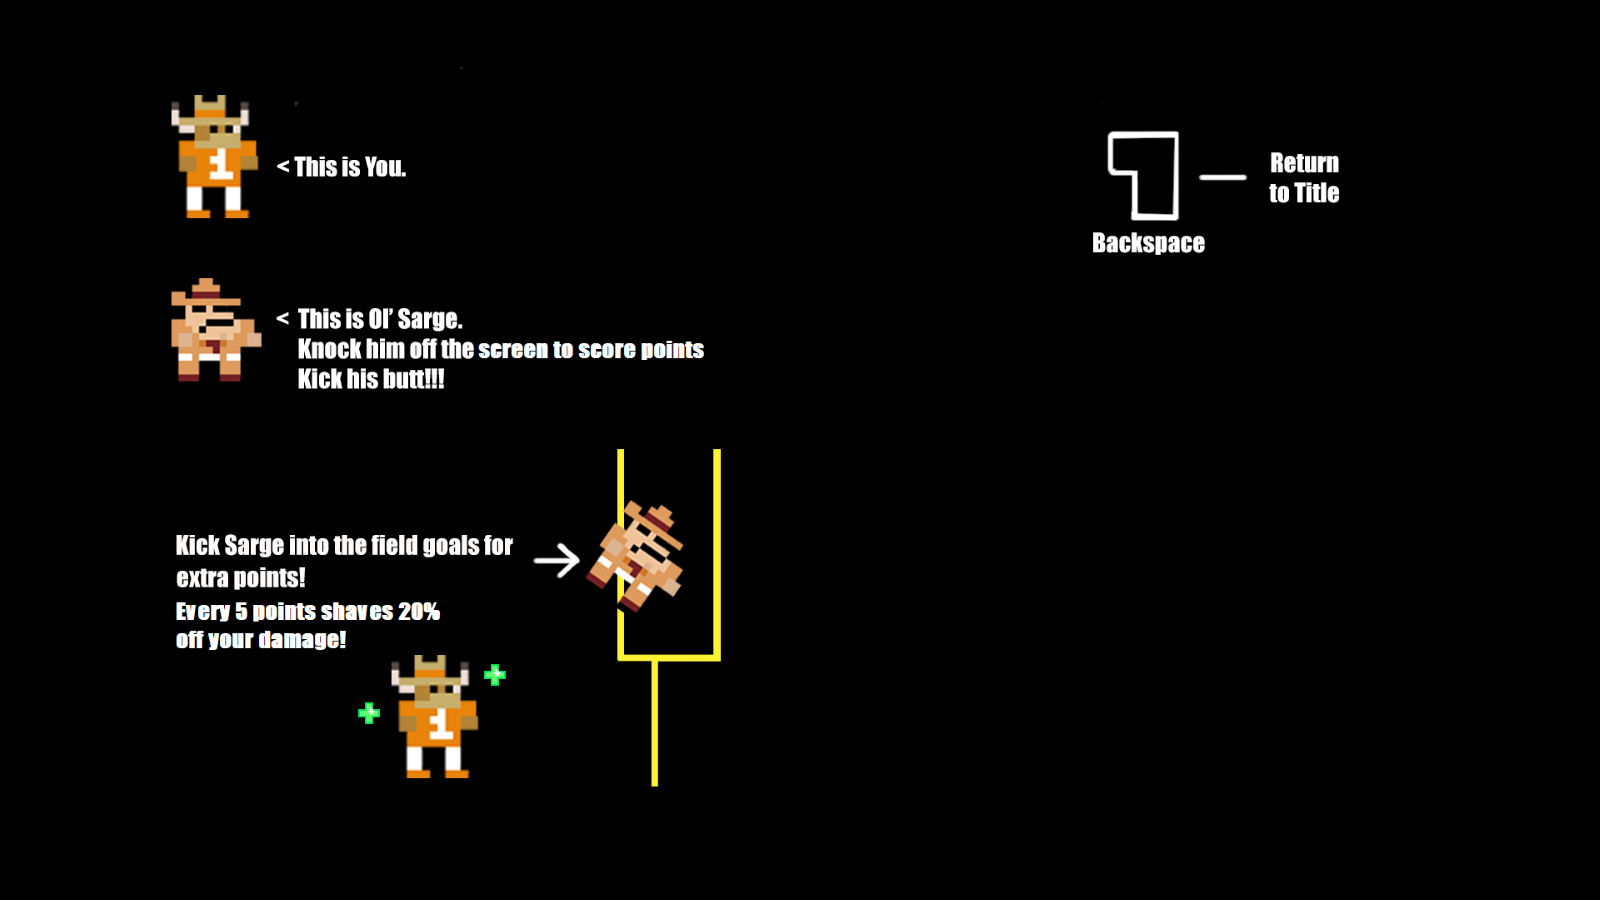 < This is You.
< This is Ol' Sarge.
Knock him off the screen to score points
Kick his butt!!!
Kick Sarge into the field goals for
extra points!
Every 5 points shaves 20%
off your damage!
1
1
Backspace
Return
to Title